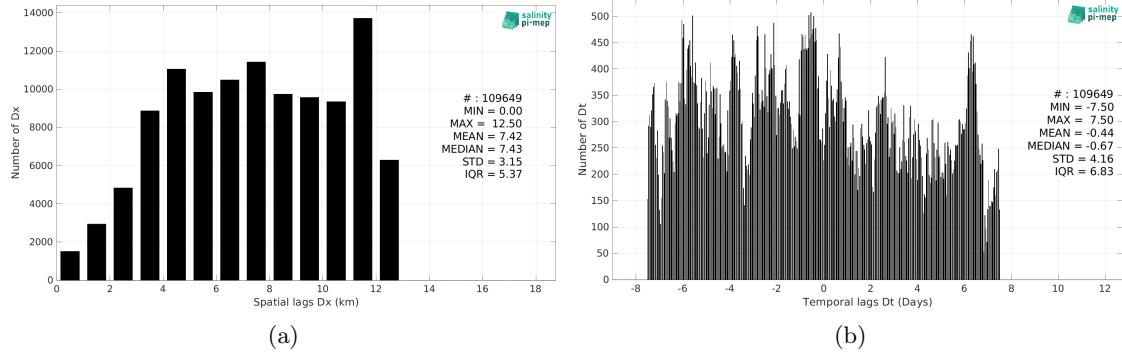 14000
12000
10000
8000
6000
4000
2000
0
Number of Dx
0 2 4 6 8 10 12 14 16 18
Spatial lags Dx (km)
salinity
pi-mep
# : 109649
MIN = 0.00
MAX = 12.50
MEAN = 7.42
MEDIAN = 7.43
STD = 3.15
IQR = 5.37
(a)
500
450
400
350
300
250
200
150
100
50
0
Number of Dt
-8 -6 -4 -2 0 2 4 6 8 10 12
Temporal lags Dt (Days)
salinity
pi-mep
# : 109649
MIN = -7.50
MAX = 7.50
MEAN = -0.44
MEDIAN = -0.67
STD = 4.16
IQR = 6.83
(b)